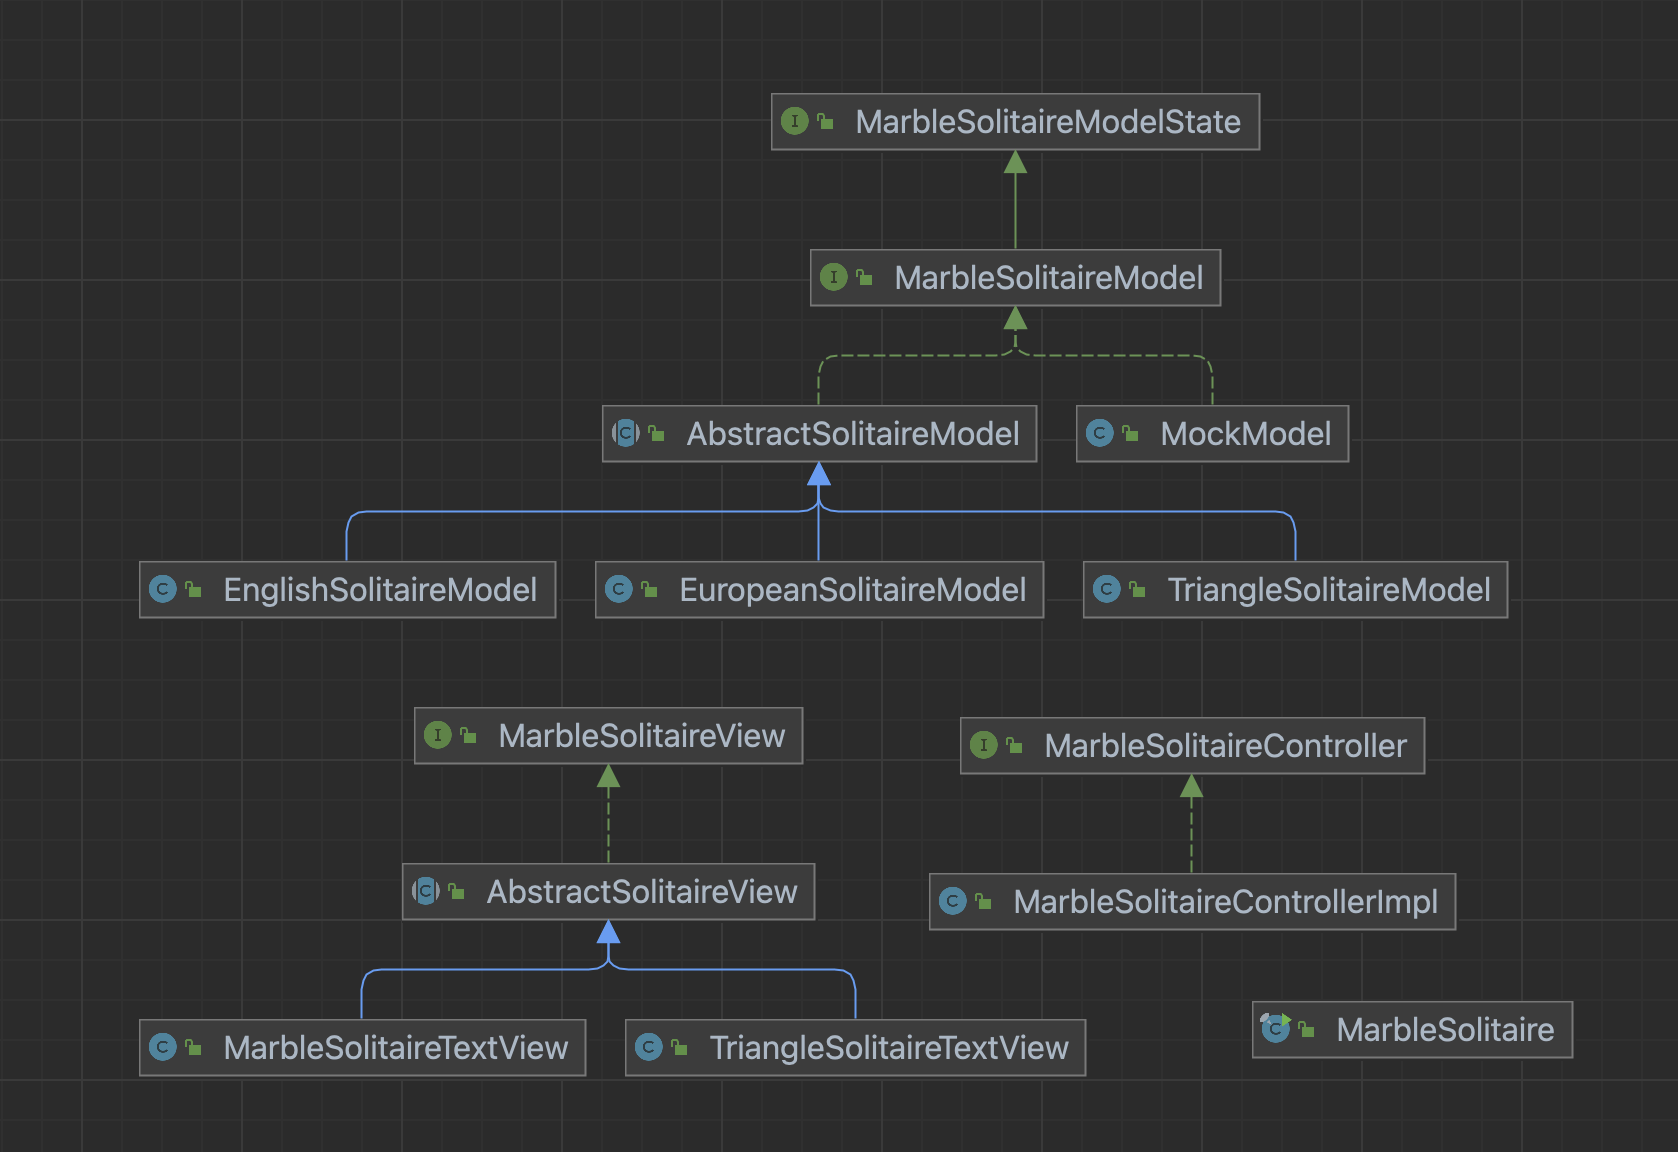 MarbleSolitaireModelState
MarbleSolitaireModel
AbstractSolitaireModel
MockModel
EnglishSolitaireModel
EuropeanSolitaireModel
TriangleSolitaireModel
MarbleSolitaireView
MarbleSolitaireController
AbstractSolitaireView
MarbleSolitaireControllerImpl
MarbleSolitaireTextView
TriangleSolitaireTextView
MarbleSolitaire